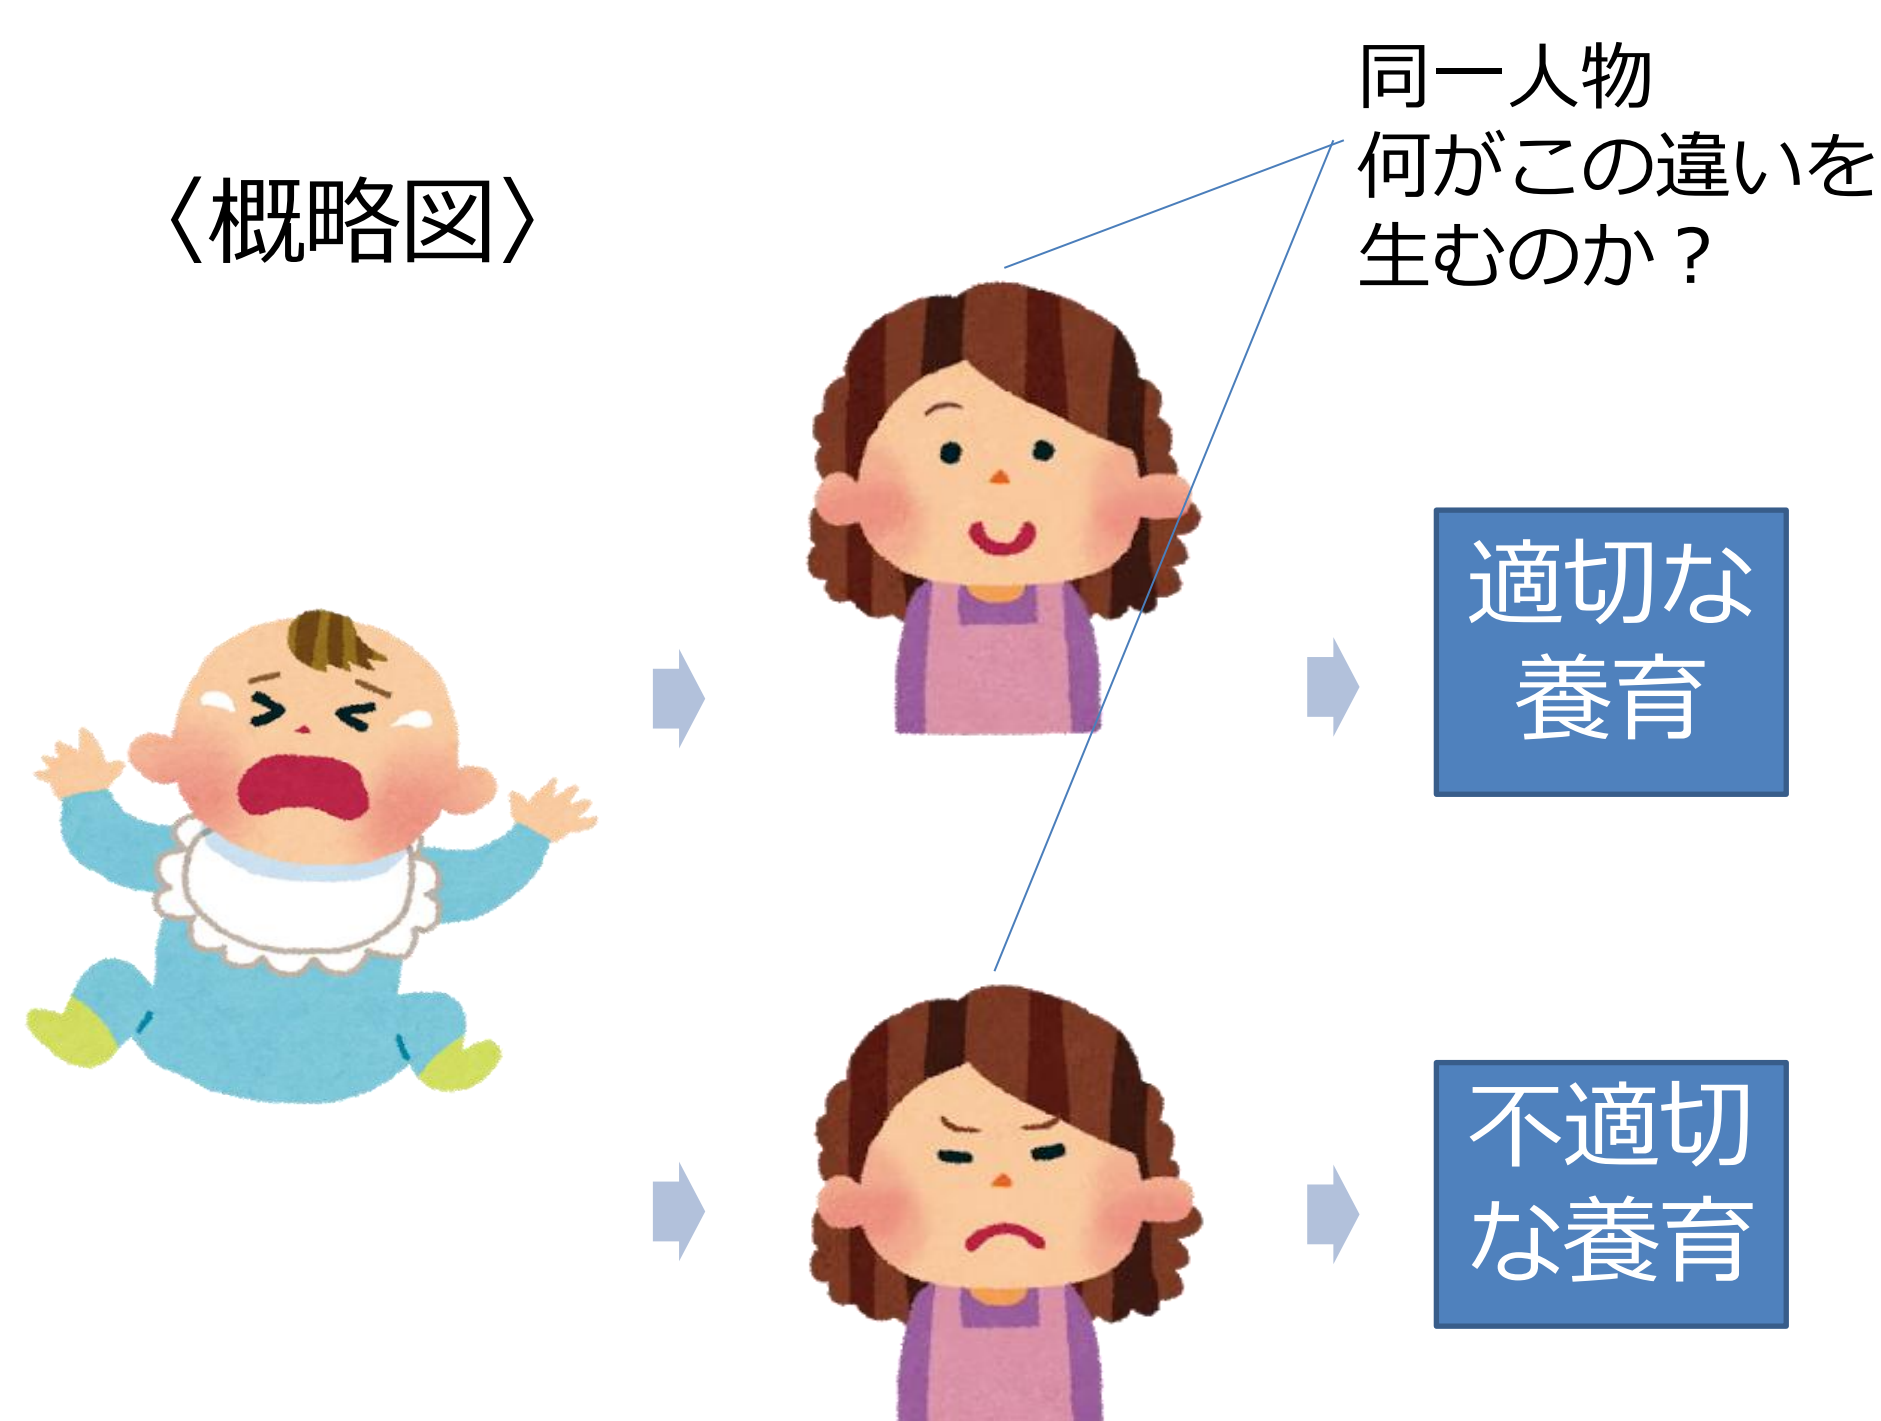 〈概略図〉
同一人物
何がこの違いを
生むのか？
適切な
養育
不適切
な養育